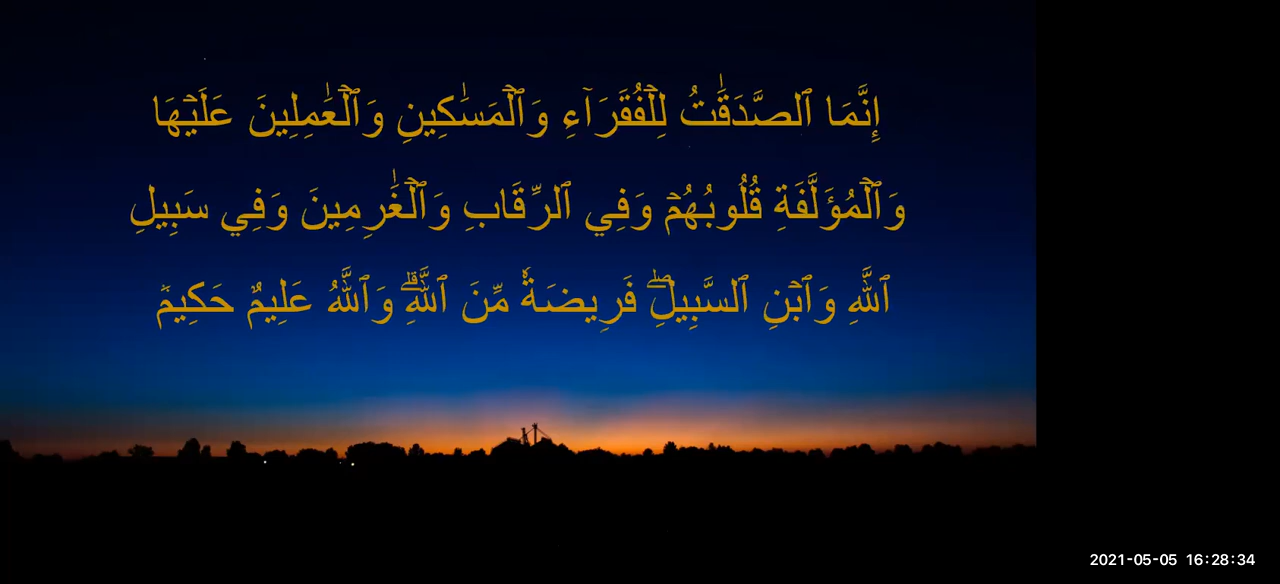 إِنَّمَا ٱلصَّدَقَٰتُ لِلۡفُقَرَآءِ وَٱلۡمَسَٰكِينِ وَٱلۡعَٰمِلِينَ عَلَيۡهَا
وَٱلۡمُؤَلَّفَةِ قُلُوبُهُمۡ وَفِي ٱلرِّقَابِ وَٱلۡغَٰرِمِينَ وَفِي سَبِيلِ
ٱللَّهِ وَٱبۡنِ ٱلسَّبِيلِۖ فَرِيضَةٗ مِّنَ ٱللَّهِۗ وَٱللَّهُ عَلِيمٌ حَكِيمٞ
2021-05-05 16:28:34